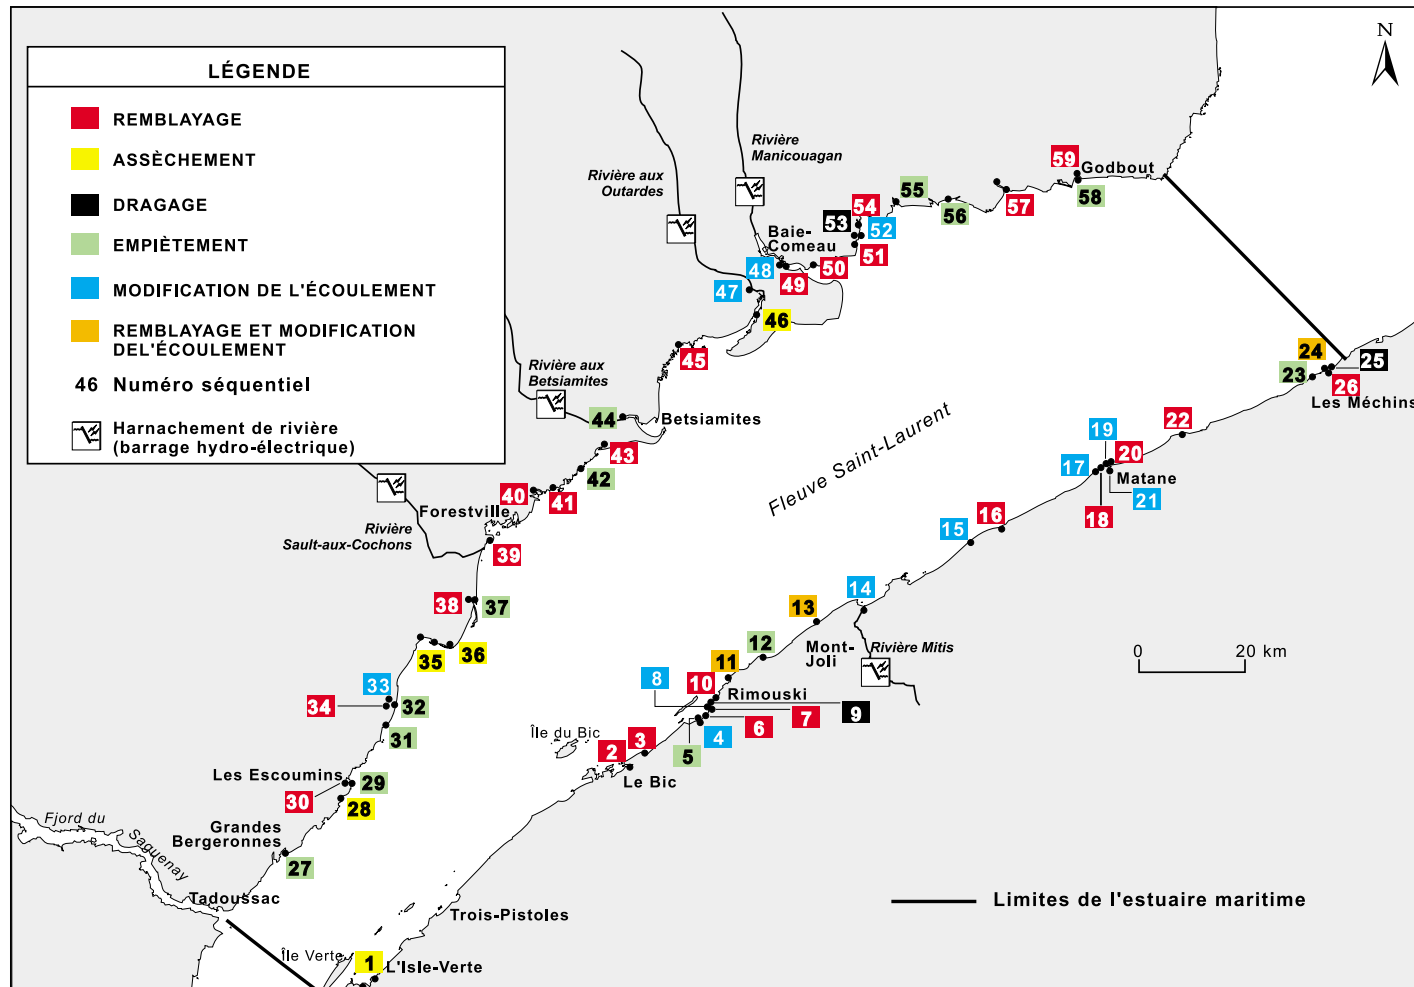 LÉGENDE
REMBLAYAGE
ASSÈCHEMENT
DRAGAGE
EMPIÈTEMENT
MODIFICATION DE L'ÉCOULEMENT
REMBLAYAGE ET MODIFICATION
DEL'ÉCOULEMENT
46 Numéro séquentiel
Harnachement de rivière
(barrage hydro-électrique)
N
Rivière
Manicouagan
Rivière aux
Outardes
Baie-
Comeau
59
Godbout
58
57
56
55
54
53
52
51
50
49
48
47
46
45
Rivière aux
Betsiamites
44
Betsiamites
43
42
41
40
Forestville
Rivière
Sault-aux-Cochons
39
38
37
36
35
34
33
32
31
Les Escoumins
30
29
28
Grandes
Bergeronnes
27
Fjord du
Saguenay
Tadoussac
Fleuve Saint-Laurent
24
25
23
26
Les Méchins
22
19
20
17
Matane
21
18
16
15
14
13
Mont-
Joli
Rivière Mitis
12
11
10
8
Rimouski
9
7
6
4
5
Île du Bic
3
2
Le Bic
Trois-Pistoles
Île Verte
1
L'Isle-Verte
0 20 km
Limites de l'estuaire maritime